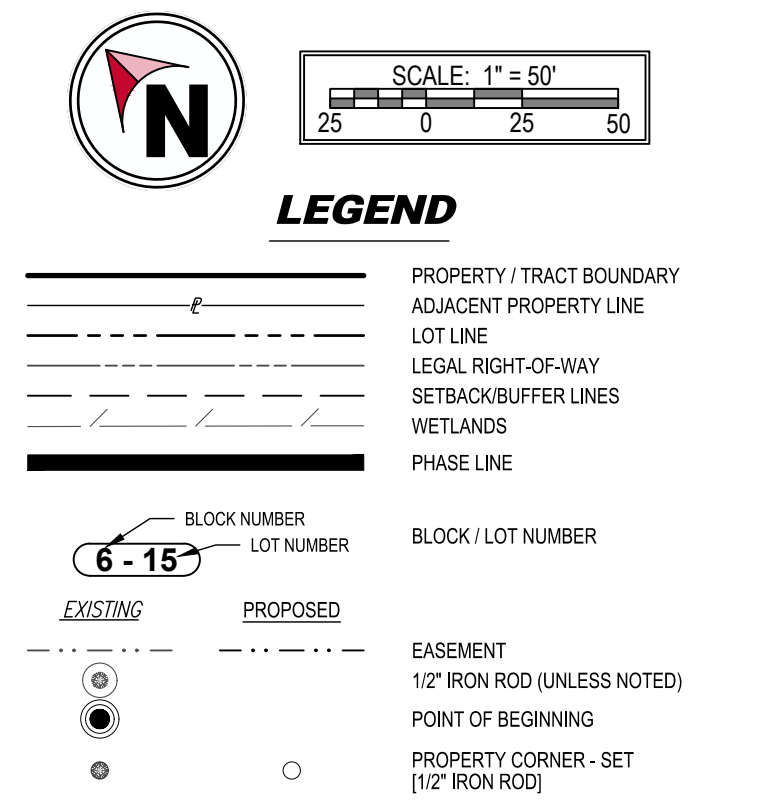 N
SCALE: 1" = 50'
25 0 25 50
LEGEND
PROPERTY / TRACT BOUNDARY
PL ADJACENT PROPERTY LINE
LOT LINE
LEGAL RIGHT-OF-WAY
SETBACK/BUFFER LINES
WETLANDS
PHASE LINE
BLOCK NUMBER
LOT NUMBER
6 - 15
BLOCK / LOT NUMBER
EXISTING PROPOSED
EASEMENT
1/2" IRON ROD (UNLESS NOTED)
POINT OF BEGINNING
PROPERTY CORNER - SET
[1/2" IRON ROD]